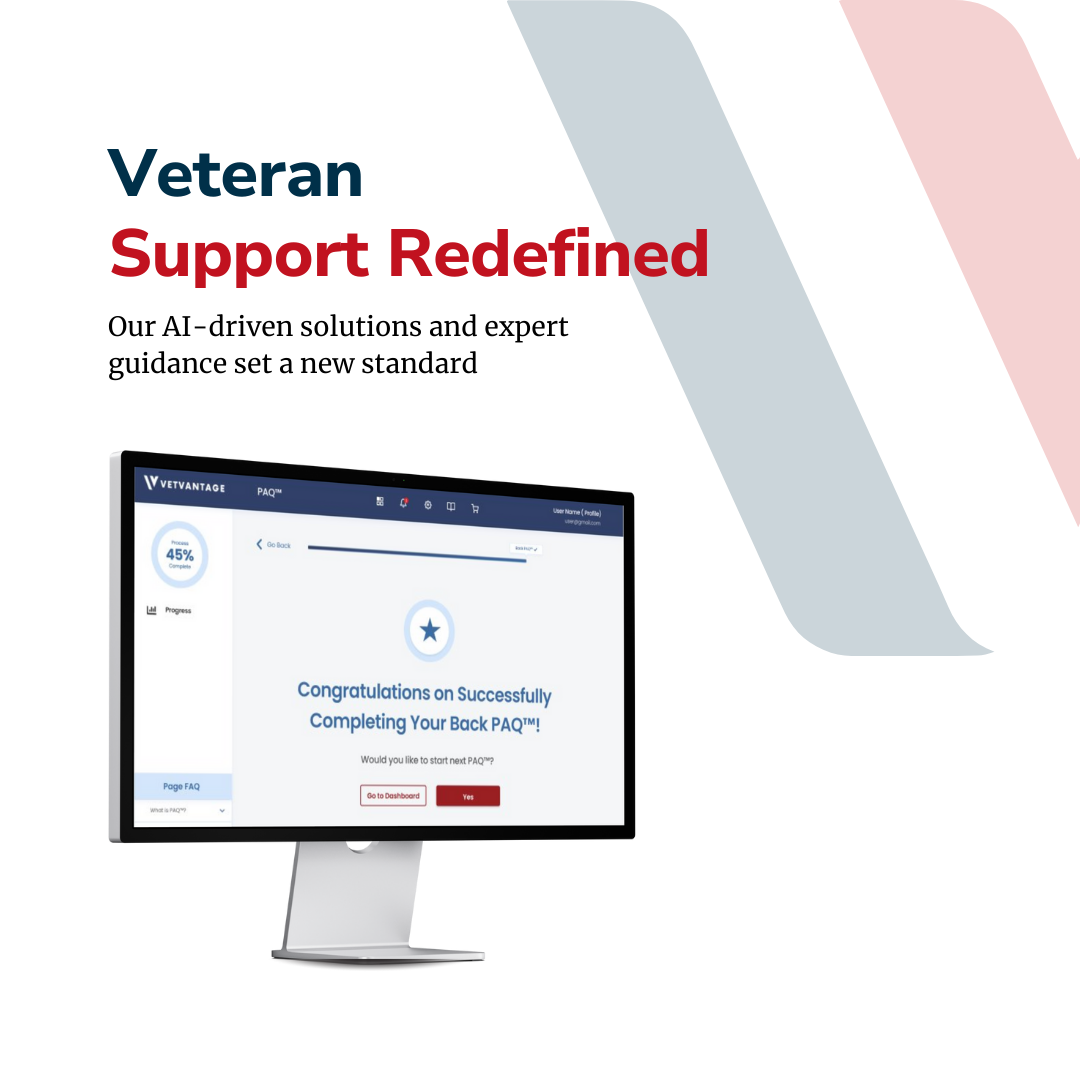 Veteran
Support Redefined
Our AI-driven solutions and expert
guidance set a new standard
VETVANTAGE
PAQ™
User Name ( Profile)
user@gmail.com
Process
45%
Complete
Go Back
Back PAQ™
Progress
Congratulations on Successfully
Completing Your Back PAQ™!
Would you like to start next PAQ™?
Go to Dashboard
Yes
Page FAQ
What is PAQ™?